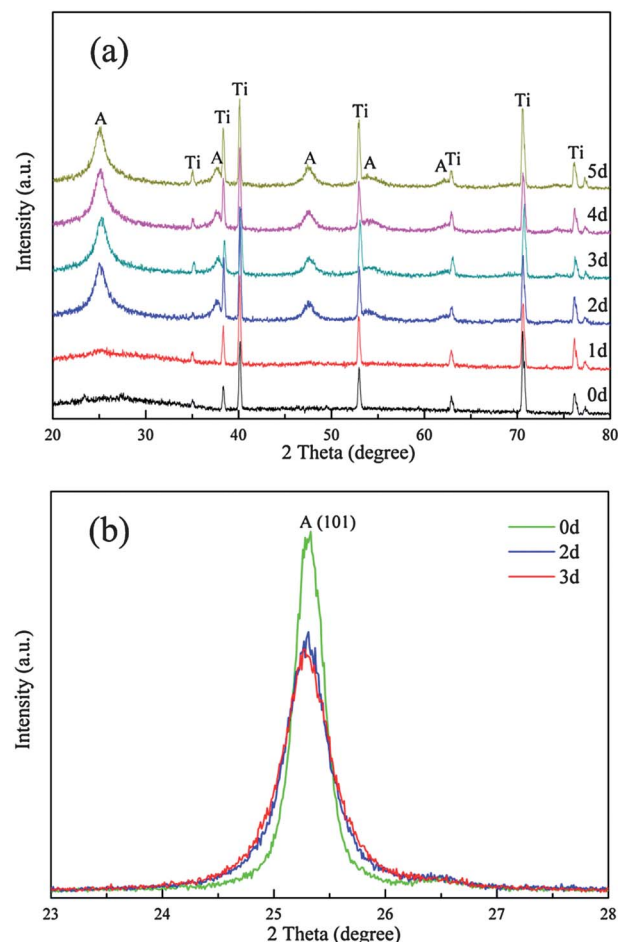 (a)
Ti
Ti
Ti
Ti
A
Ti
A
A
A
A
Ti
Ti
5d
4d
3d
2d
1d
0d
Intensity (a.u.)
20 30 40 50 60 70 80
2 Theta (degree)
(b)
A (101)
0d
2d
3d
Intensity (a.u.)
23 24 25 26 27 28
2 Theta (degree)